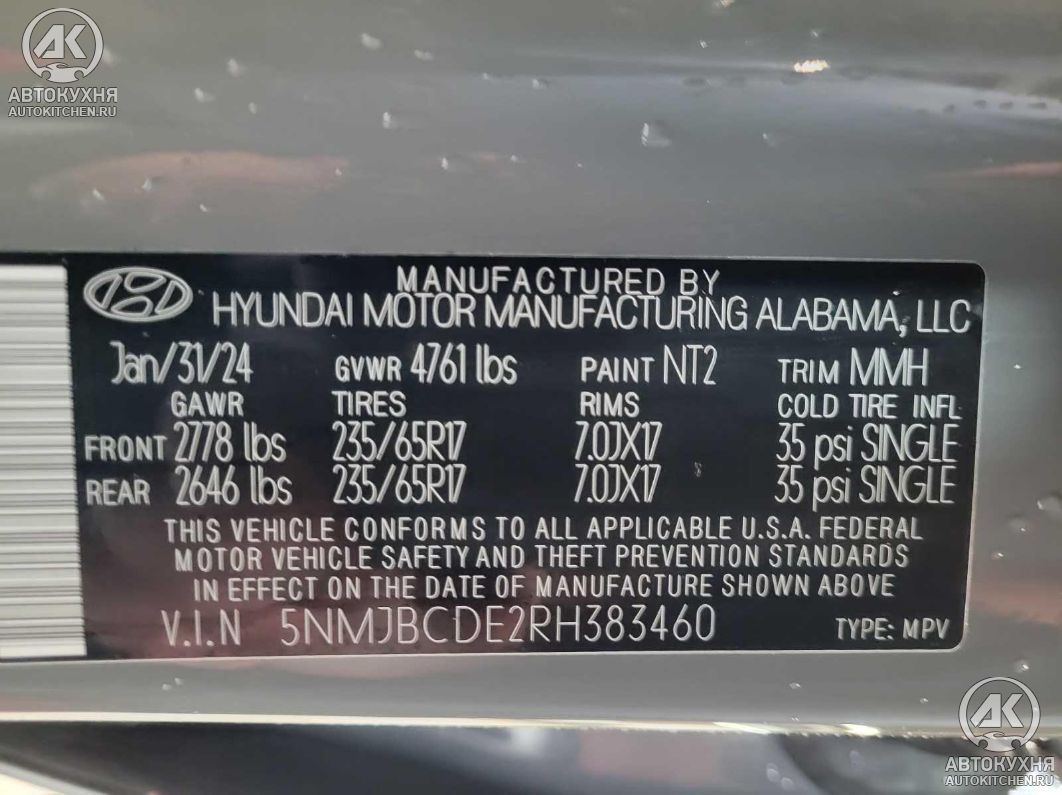 АК
АВТОКУХНЯ
AUTOKITCHEN.RU
MANUFACTURED BY
HYUNDAI MOTOR MANUFACTURING ALABAMA, LLC
Jan/31/24 GVWR 4761 lbs PAINT NT2 TRIM MMH
GAWR TIRES RIMS COLD TIRE INFL
FRONT 2778 lbs 235/65R17 7.0JX17 35 psi SINGLE
REAR 2646 lbs 235/65R17 7.0JX17 35 psi SINGLE
THIS VEHICLE CONFORMS TO ALL APPLICABLE U.S.A. FEDERAL
MOTOR VEHICLE SAFETY AND THEFT PREVENTION STANDARDS
IN EFFECT ON THE DATE OF MANUFACTURE SHOWN ABOVE
V.I.N 5NMJBCDE2RH383460 TYPE: MPV
АК
АВТОКУХНЯ
AUTOKITCHEN.RU